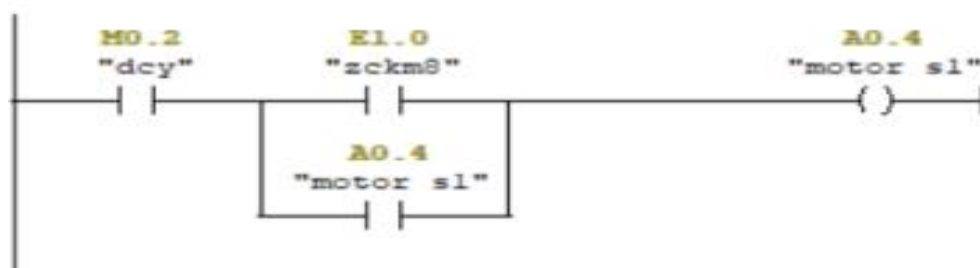 M0.2
"dcy"
E1.0
"zckm8"
A0.4
"motor s1"
A0.4
"motor s1"